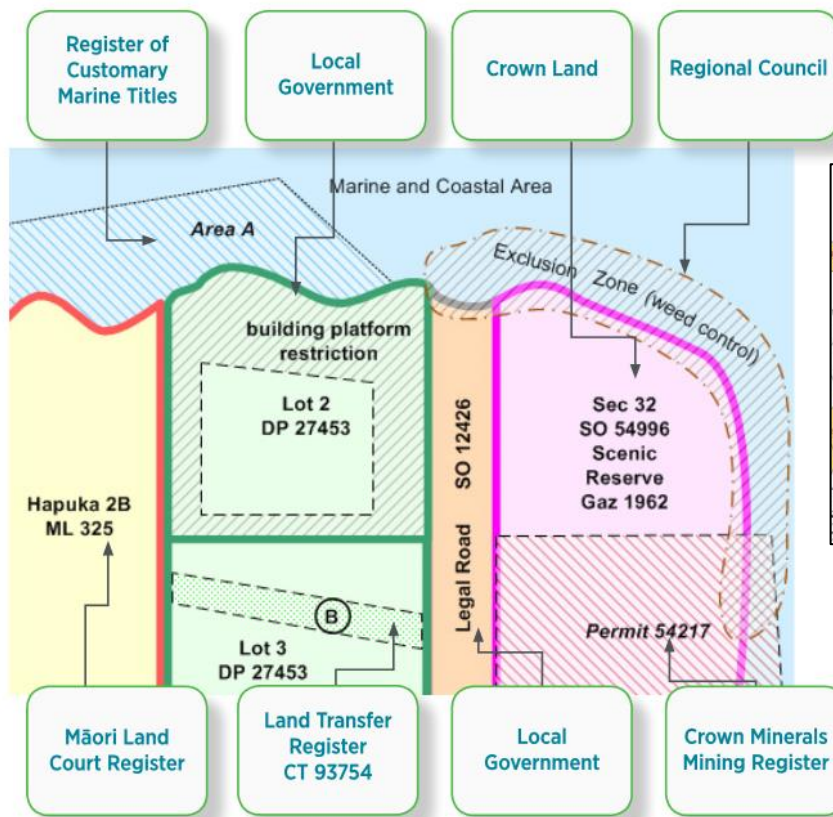 Register of
Customary
Marine Titles
Local
Government
Crown Land
Regional Council
Marine and Coastal Area
Area A
Exclusion Zone (weed control)
building platform
restriction
Lot 2
DP 27453
Hapuka 2B
ML 325
Legal Road SO 12426
Sec 32
SO 54996
Scenic
Reserve
Gaz 1962
B
Lot 3
DP 27453
Permit 54217
Māori Land
Court Register
Land Transfer
Register
CT 93754
Local
Government
Crown Minerals
Mining Register